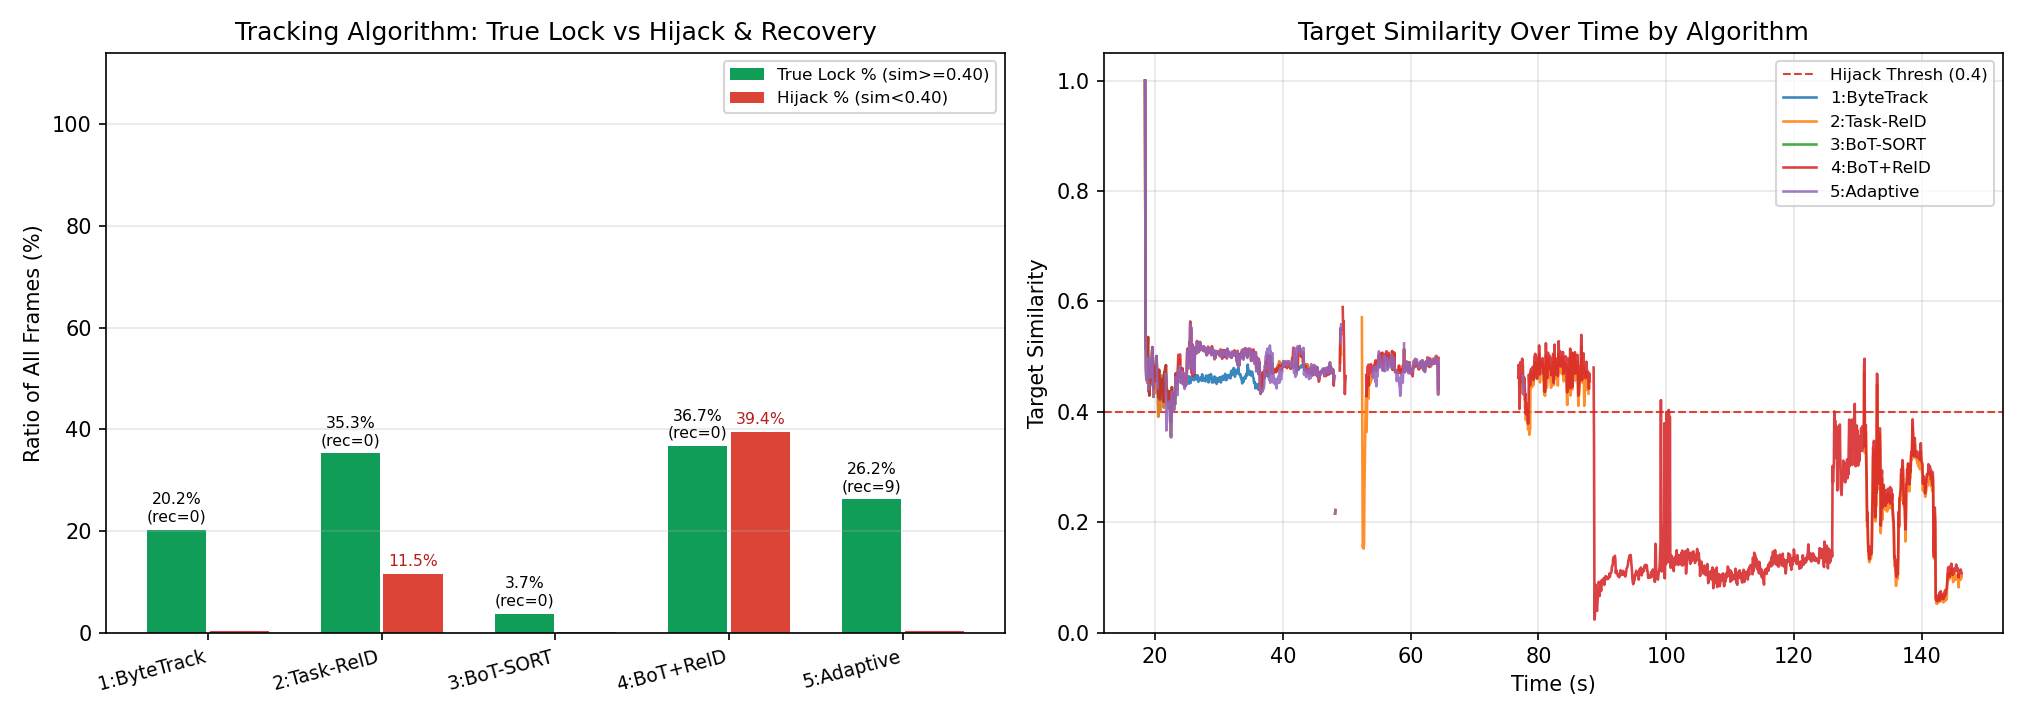 Tracking Algorithm: True Lock vs Hijack & Recovery
True Lock % (sim>=0.40)
Hijack % (sim<0.40)
Ratio of All Frames (%)
100
80
60
40
20
0
20.2%
(rec=0)
35.3%
(rec=0)
11.5%
3.7%
(rec=0)
36.7%
(rec=0)
39.4%
26.2%
(rec=9)
1:ByteTrack
2:Task-ReID
3:BoT-SORT
4:BoT+ReID
5:Adaptive
Target Similarity Over Time by Algorithm
Hijack Thresh (0.4)
1:ByteTrack
2:Task-ReID
3:BoT-SORT
4:BoT+ReID
5:Adaptive
Target Similarity
1.0
0.8
0.6
0.4
0.2
0.0
20
40
60
80
100
120
140
Time (s)